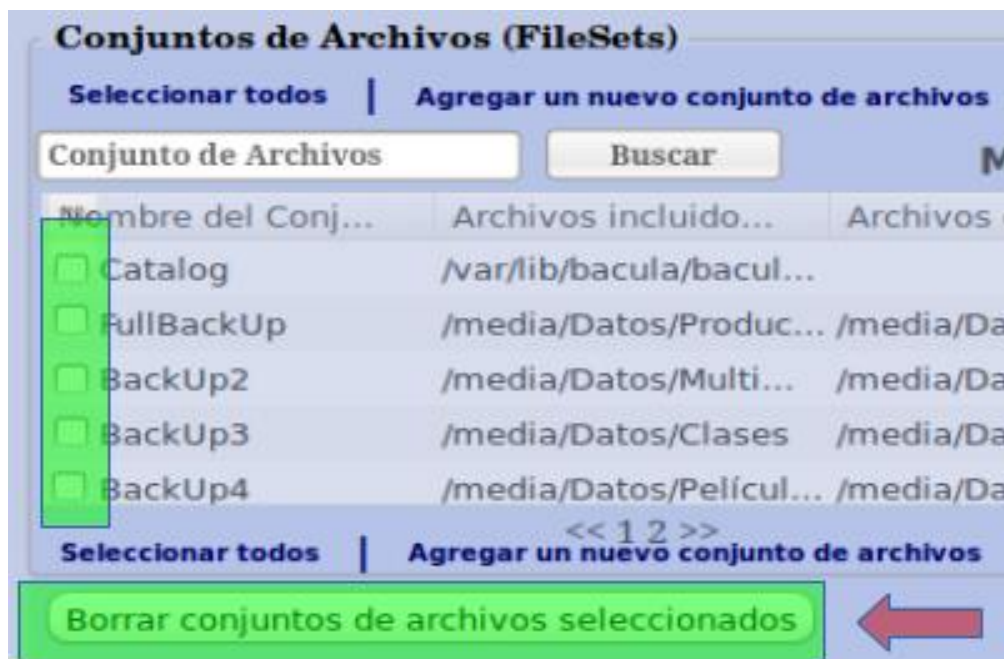 Conjuntos de Archivos (FileSets)
Seleccionar todos | Agregar un nuevo conjunto de archivos
Conjunto de Archivos Buscar M
Nombre del Conj... Archivos incluido... Archivos
Catalog /var/lib/bacula/bacul...
FullBackUp /media/Datos/Produc... /media/Da
BackUp2 /media/Datos/Multi... /media/Da
BackUp3 /media/Datos/Clases /media/Da
BackUp4 /media/Datos/Películ... /media/Da
<< 1 2 >>
Seleccionar todos | Agregar un nuevo conjunto de archivos
Borrar conjuntos de archivos seleccionados